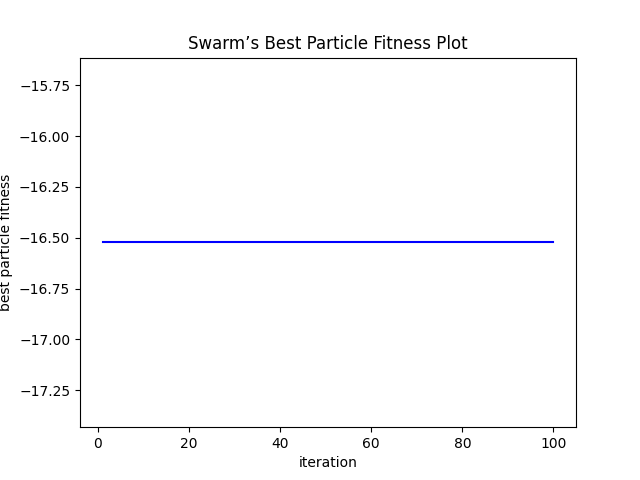 Swarm’s Best Particle Fitness Plot
best particle fitness
−15.75
−16.00
−16.25
−16.50
−16.75
−17.00
−17.25
0 20 40 60 80 100
iteration